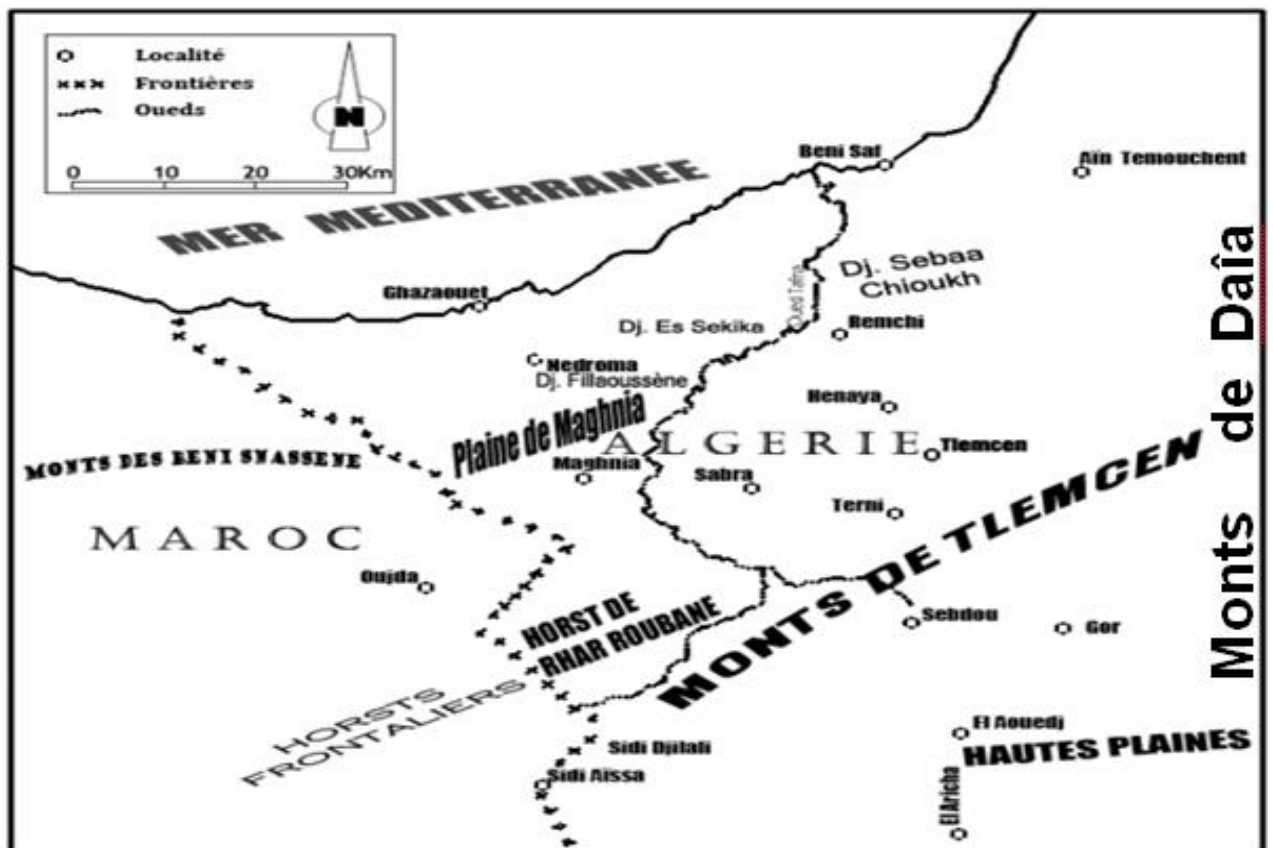 Localité
Frontières
Oueds
N
0 10 20 30Km
MER MEDITERRANEE
Beni Saf
Aïn Temouchent
Dj. Sebaa
Chioukh
Ghazaouet
Oued Tafna
Dj. Es Sekika
Remchi
Nedroma
Dj. Fillaoussène
Henaya
Plaine de Maghnia
ALGERIE
Tlemcen
MONTS DES BENI SNASSENE
Maghnia
Sabra
Terni
MAROC
Oujda
MONTS DE TLEMCEN
Monts de Daîa
HORST DE
RHAR ROUBANE
Sebdou
Gor
HORSTS
FRONTALIERS
El Aouedj
HAUTES PLAINES
Sidi Djilali
Sidi Aïssa
El Aricha